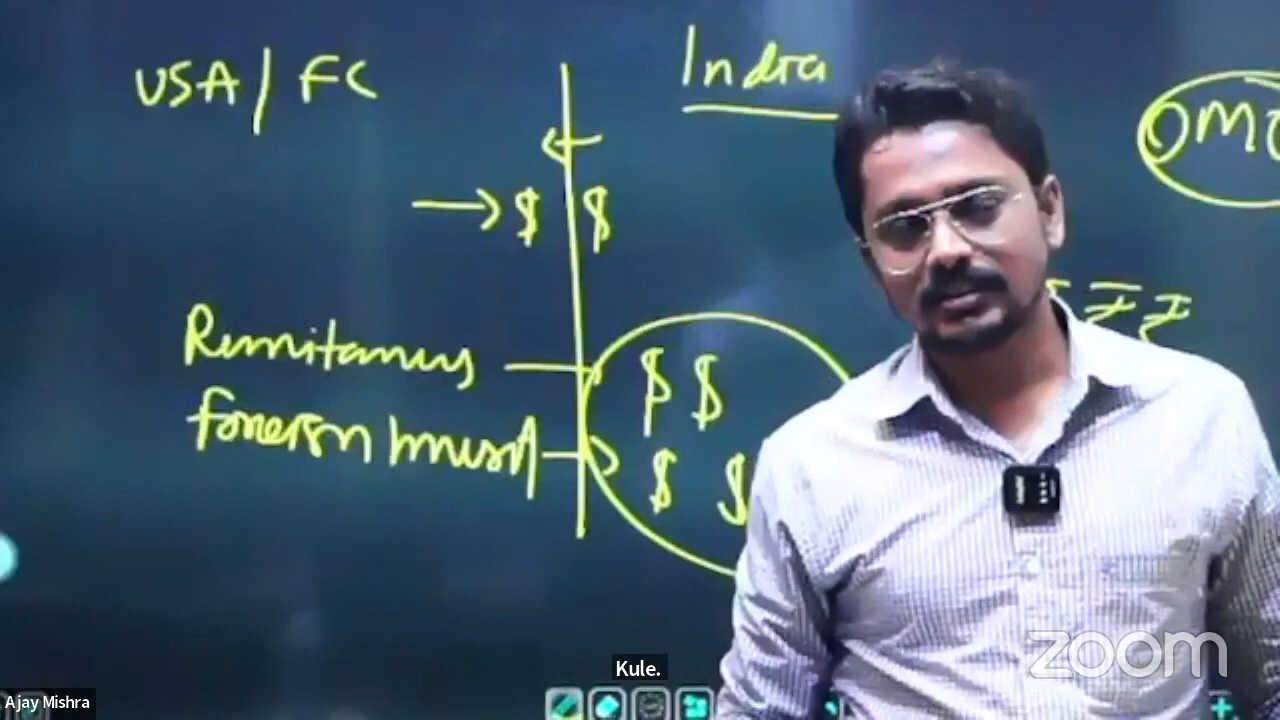 USA / FC
India
OMO
$ $
Remitances
₹ ₹
$ $
foreign invest
$ $
Kule.
zoom
Ajay Mishra